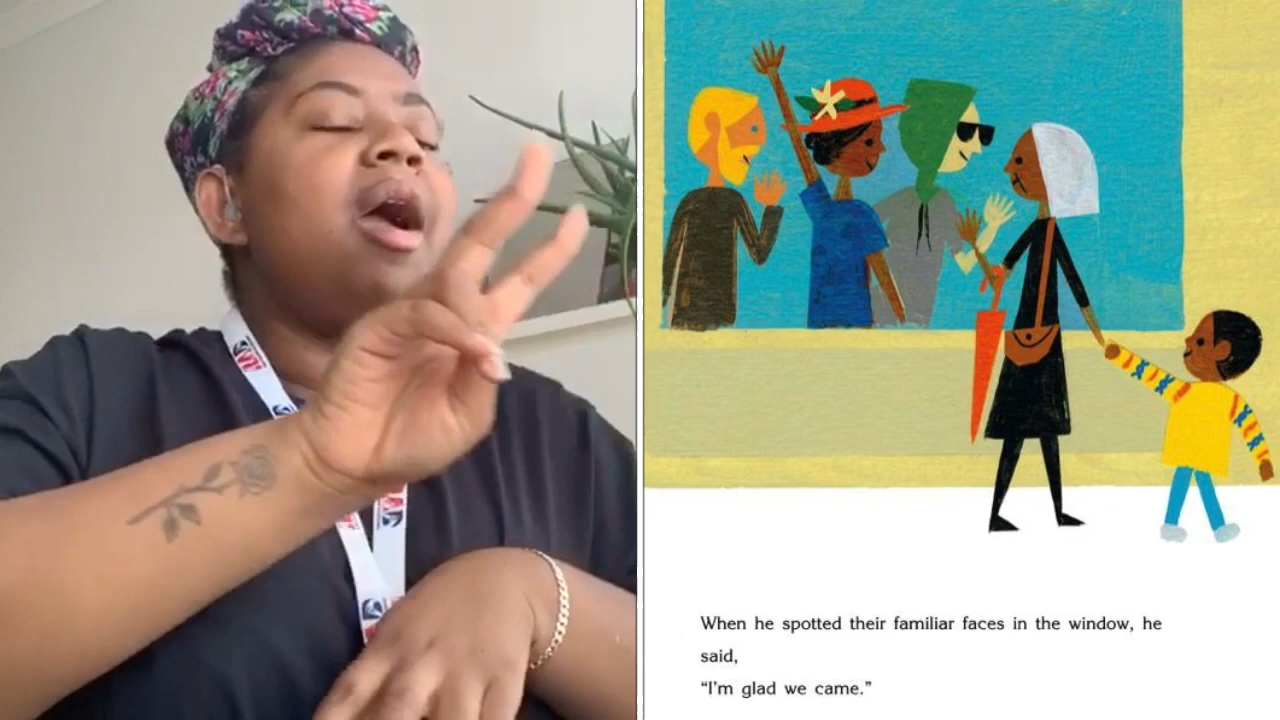 When he spotted their familiar faces in the window, he
said,
“I’m glad we came.”